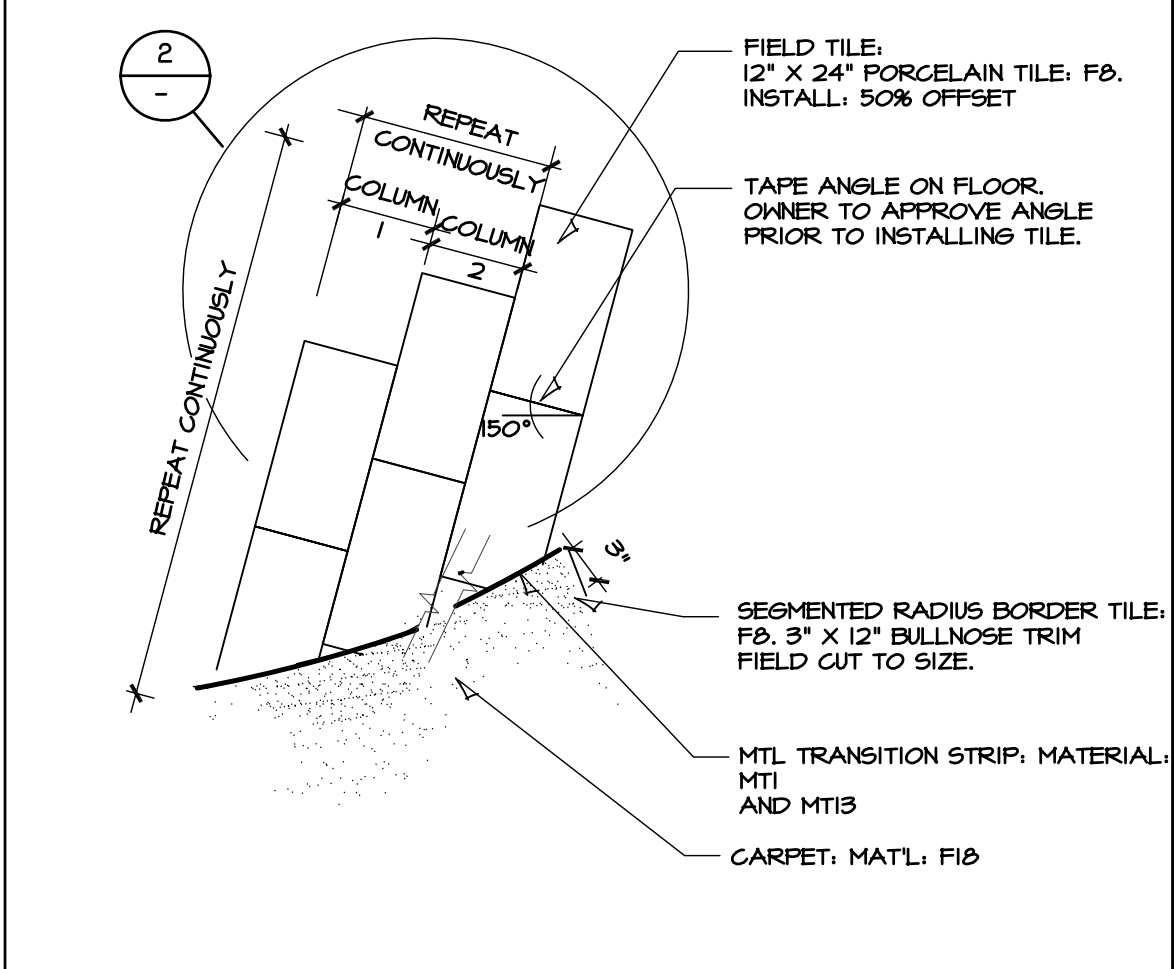 2
-
REPEAT
CONTINUOUSLY
COLUMN
1
COLUMN
2
REPEAT CONTINUOUSLY
150°
3"
FIELD TILE:
12" X 24" PORCELAIN TILE: F8.
INSTALL: 50% OFFSET
TAPE ANGLE ON FLOOR.
OWNER TO APPROVE ANGLE
PRIOR TO INSTALLING TILE.
SEGMENTED RADIUS BORDER TILE:
F8. 3" X 12" BULLNOSE TRIM
FIELD CUT TO SIZE.
MTL TRANSITION STRIP: MATERIAL:
MT1
AND MT13
CARPET: MAT'L: F18